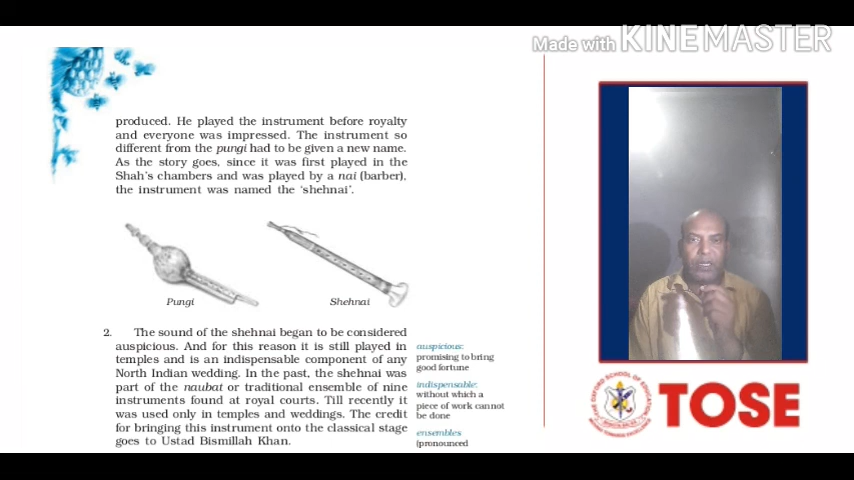 Made with KINEMASTER
produced. He played the instrument before royalty
and everyone was impressed. The instrument so
different from the pungi had to be given a new name.
As the story goes, since it was first played in the
Shah's chambers and was played by a nai (barber),
the instrument was named the 'shehnai'.
Pungi
Shehnai
2. The sound of the shehnai began to be considered
auspicious. And for this reason it is still played in
temples and is an indispensable component of any
North Indian wedding. In the past, the shehnai was
part of the naubat or traditional ensemble of nine
instruments found at royal courts. Till recently it
was used only in temples and weddings. The credit
for bringing this instrument onto the classical stage
goes to Ustad Bismillah Khan.
auspicious:
promising to bring
good fortune
indispensable:
without which a
piece of work cannot
be done
ensembles
(pronounced
TOSE